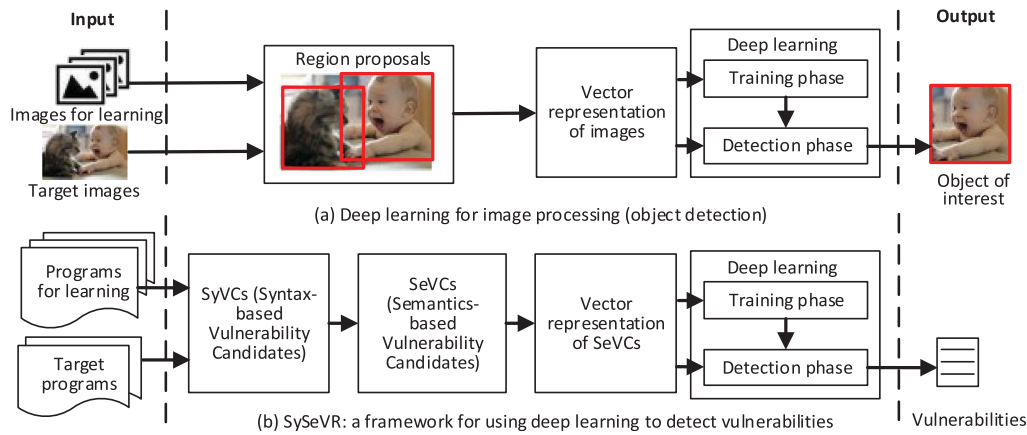 Input
Output
Region proposals
Images for learning
Target images
Vector
representation
of images
Deep learning
Training phase
Detection phase
Object of
interest
(a) Deep learning for image processing (object detection)
Programs
for learning
Target
programs
SyVCs (Syntax-
based
Vulnerability
Candidates)
SeVCs
(Semantics-
based
Vulnerability
Candidates)
Vector
representation
of SeVCs
Deep learning
Training phase
Detection phase
Vulnerabilities
(b) SySeVR: a framework for using deep learning to detect vulnerabilities